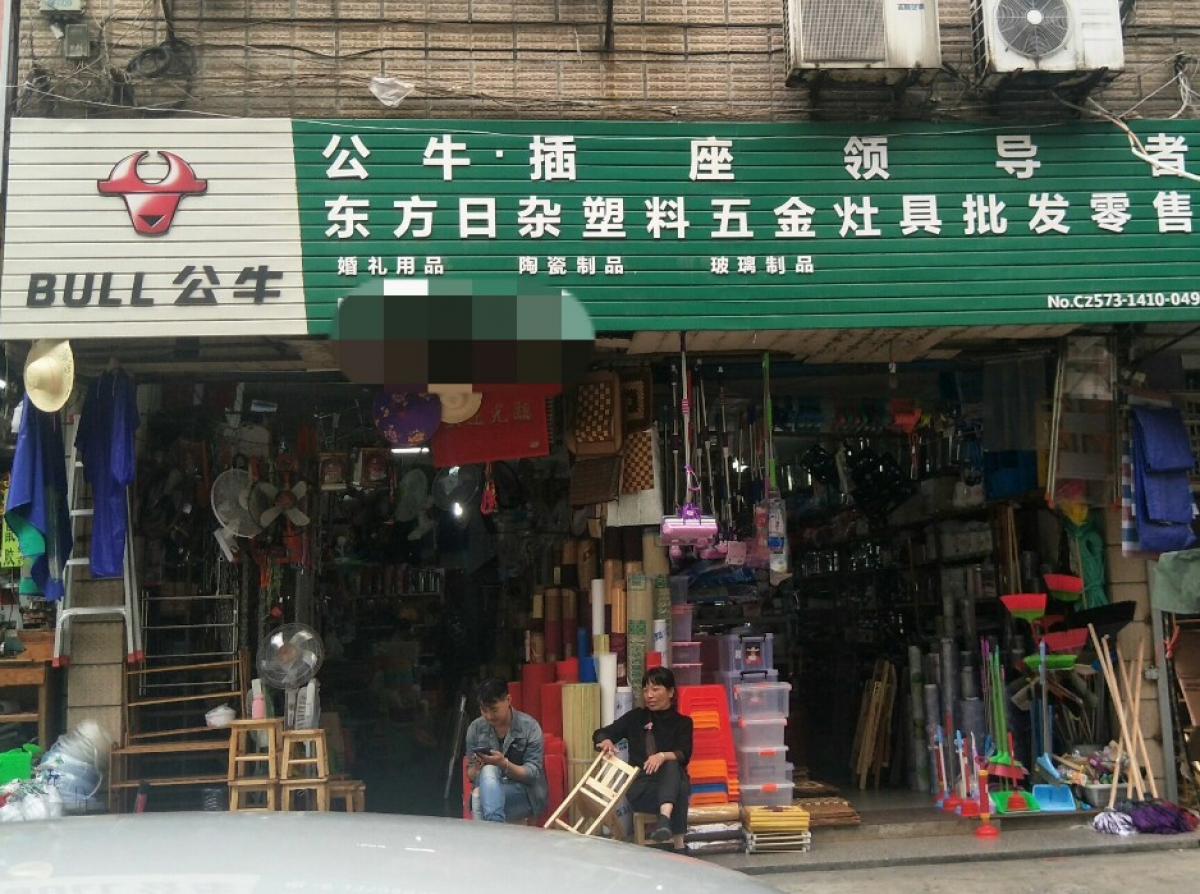 公牛·插座领导者
东方日杂塑料五金灶具批发零售
婚礼用品 陶瓷制品 玻璃制品
BULL 公牛
No.CZ573-1410-049